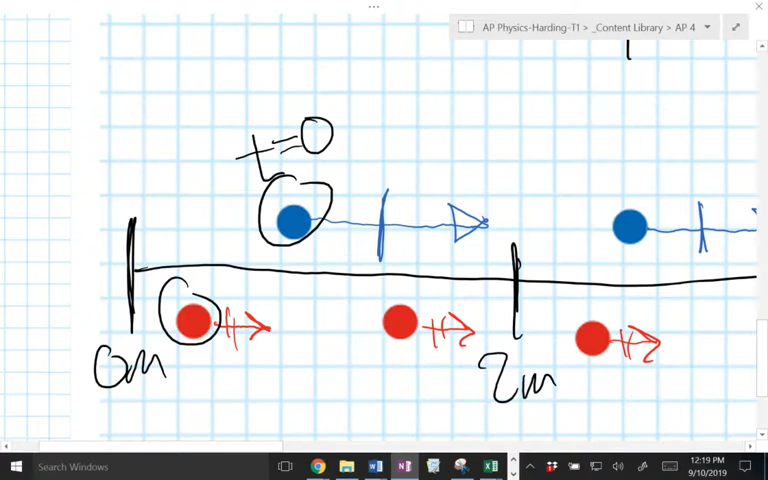 AP Physics-Harding-T1 > _Content Library > AP 4
t=0
0m
2m
Search Windows
12:19 PM
9/10/2019